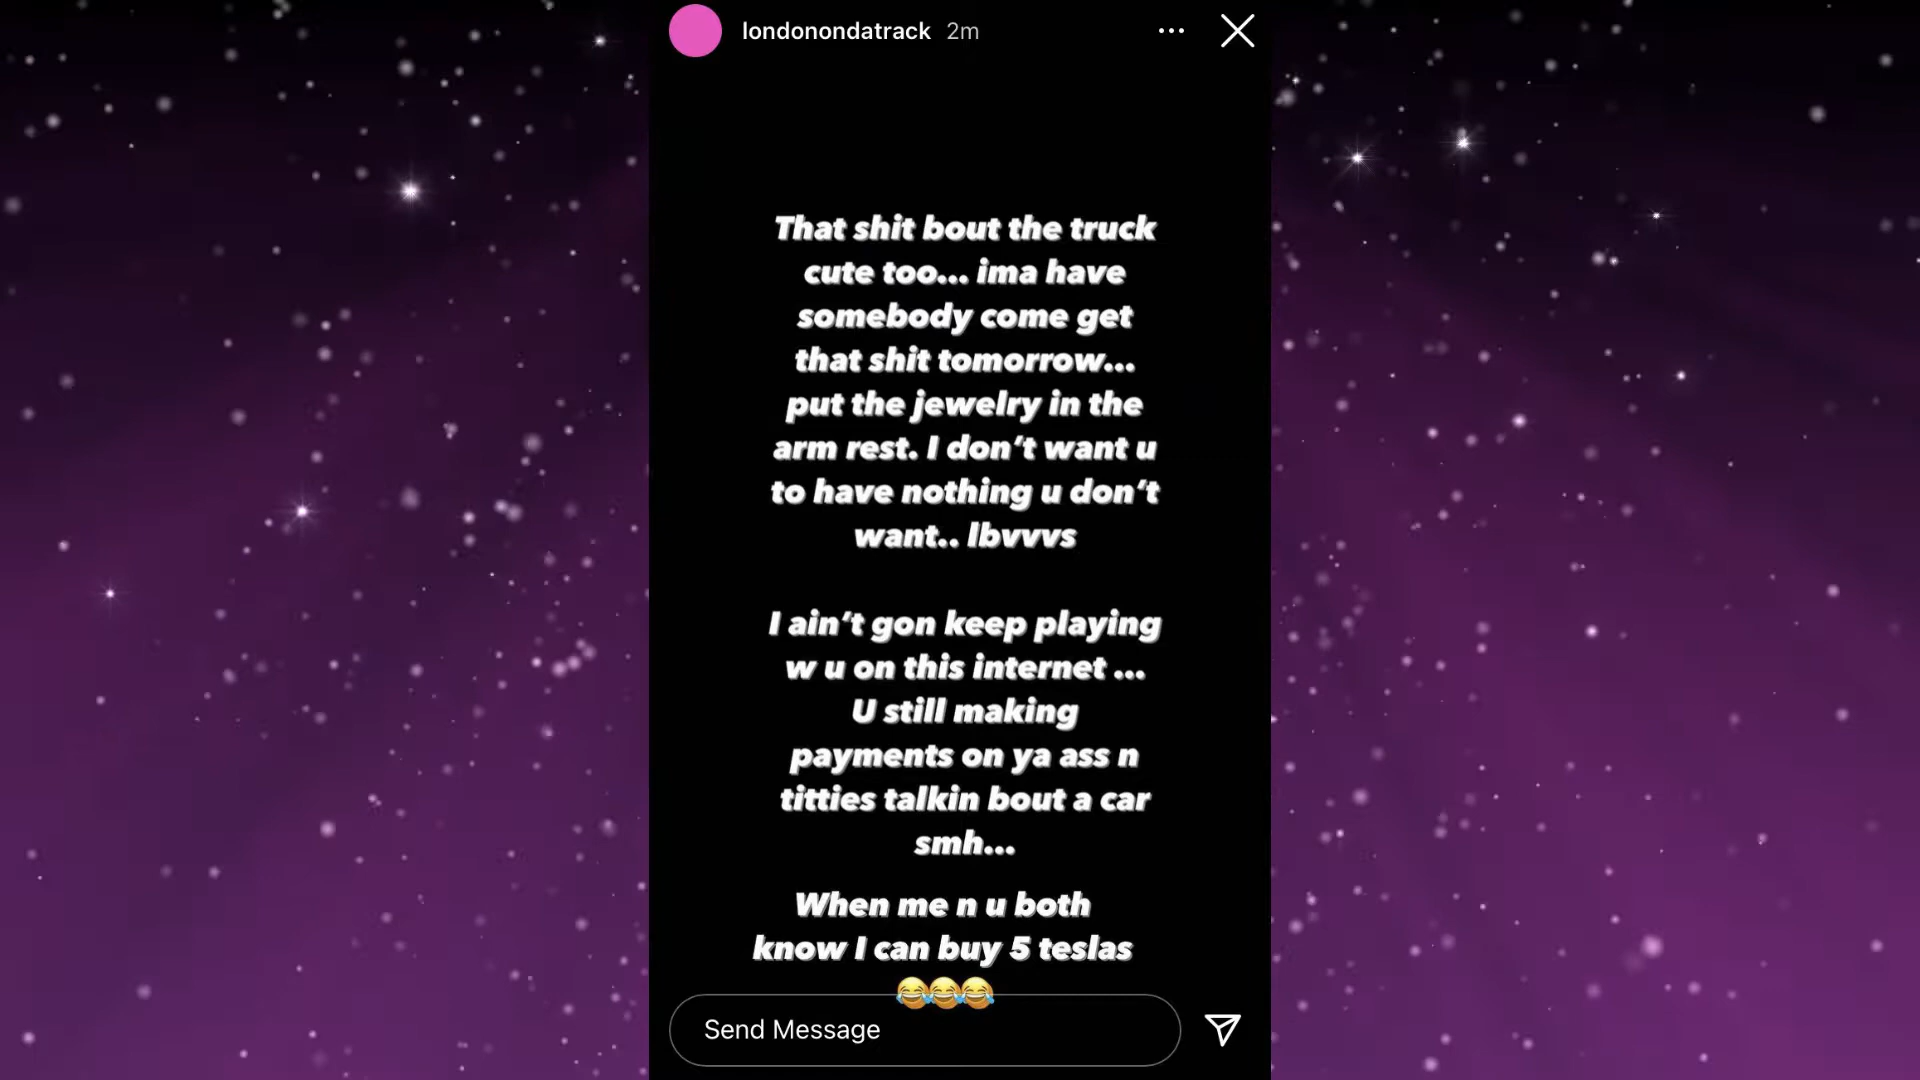 londonondatrack 2m
That shit bout the truck
cute too... ima have
somebody come get
that shit tomorrow...
put the jewelry in the
arm rest. I don't want u
to have nothing u don't
want.. lbvvvs
I ain't gon keep playing
w u on this internet ...
U still making
payments on ya ass n
titties talkin bout a car
smh...
When me n u both
know I can buy 5 teslas
😂😂😂
Send Message